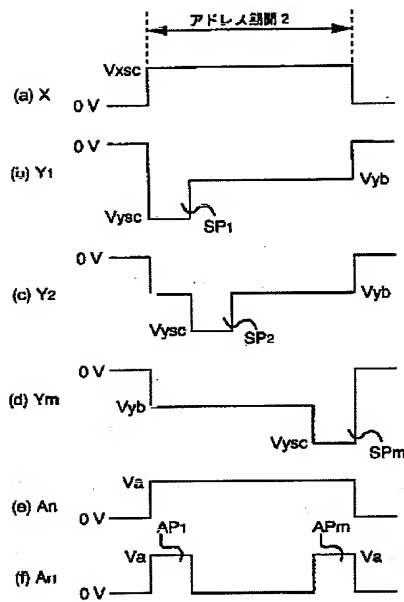 アドレス期間2
Vxsc
(a) X
0 V
0 V
(b) Y1
Vyb
Vysc
SP1
0 V
(c) Y2
Vyb
Vysc
SP2
0 V
Vyb
(d) Ym
Vysc
SPm
Va
(e) An
0 V
AP1
APm
Va
Va
(f) An
0 V